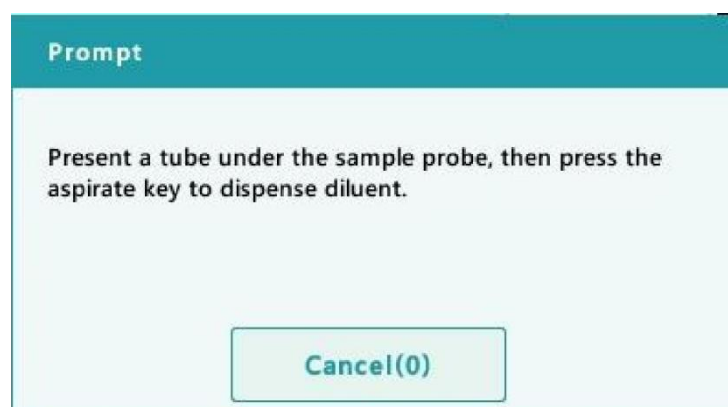 Prompt
Present a tube under the sample probe, then press the
aspirate key to dispense diluent.
Cancel(0)